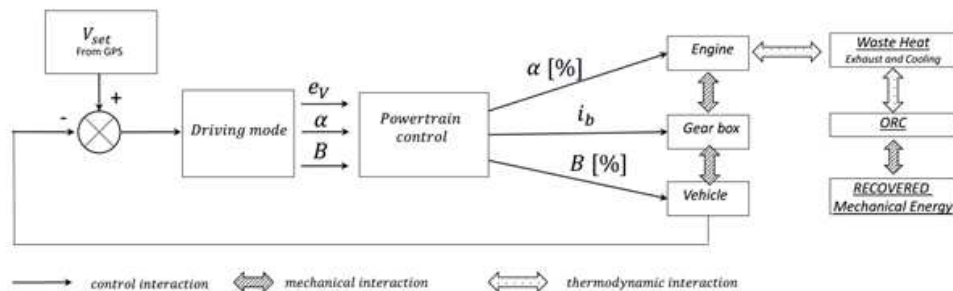 V_set
From GPS
+
-
Driving mode
e_V
α
B
Powertrain
control
α [%]
i_b
B [%]
Engine
Gear box
Vehicle
Waste Heat
Exhaust and Cooling
ORC
RECOVERED
Mechanical Energy
control interaction
mechanical interaction
thermodynamic interaction